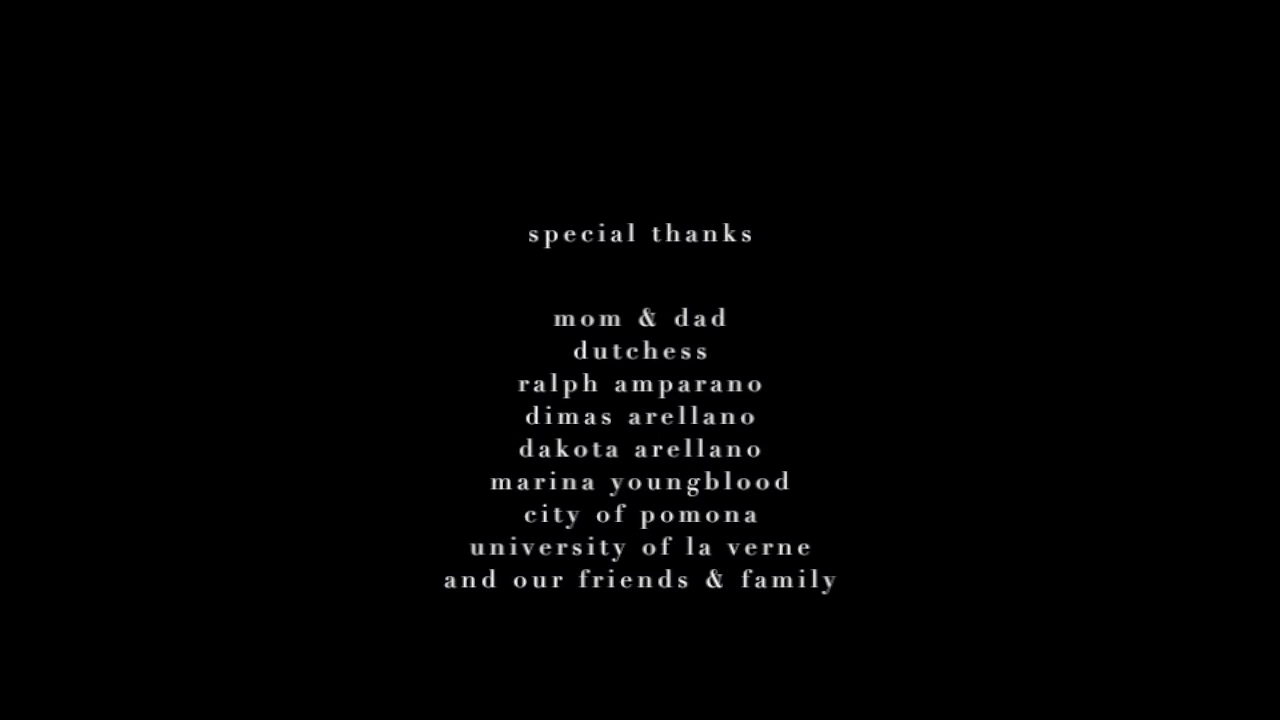 special thanks
mom & dad
dutchess
ralph amparano
dimas arellano
dakota arellano
marina youngblood
city of pomona
university of la verne
and our friends & family